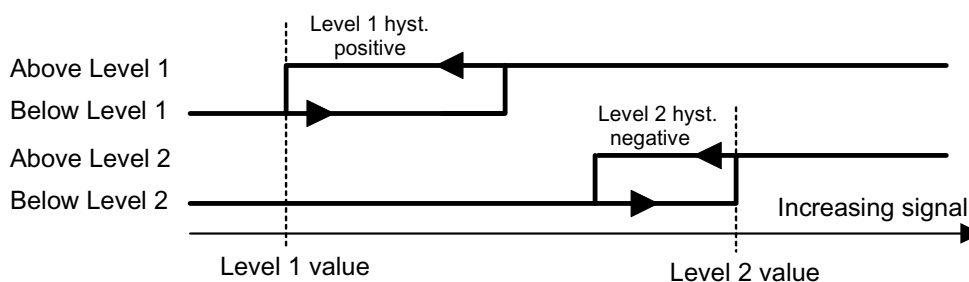 Level 1 hyst.
positive
Above Level 1
Below Level 1
Level 2 hyst.
negative
Above Level 2
Below Level 2
Increasing signal
Level 1 value
Level 2 value